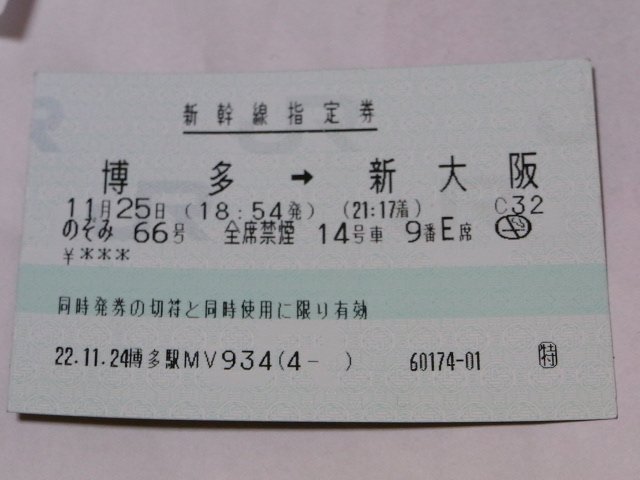 新幹線指定券
博多 → 新大阪
11月25日 (18:54発) (21:17着) C32
のぞみ 66号 全席禁煙 14号車 9番E席
¥***
同時発券の切符と同時使用に限り有効
22.11.24博多駅MV934(4- ) 60174-01 特